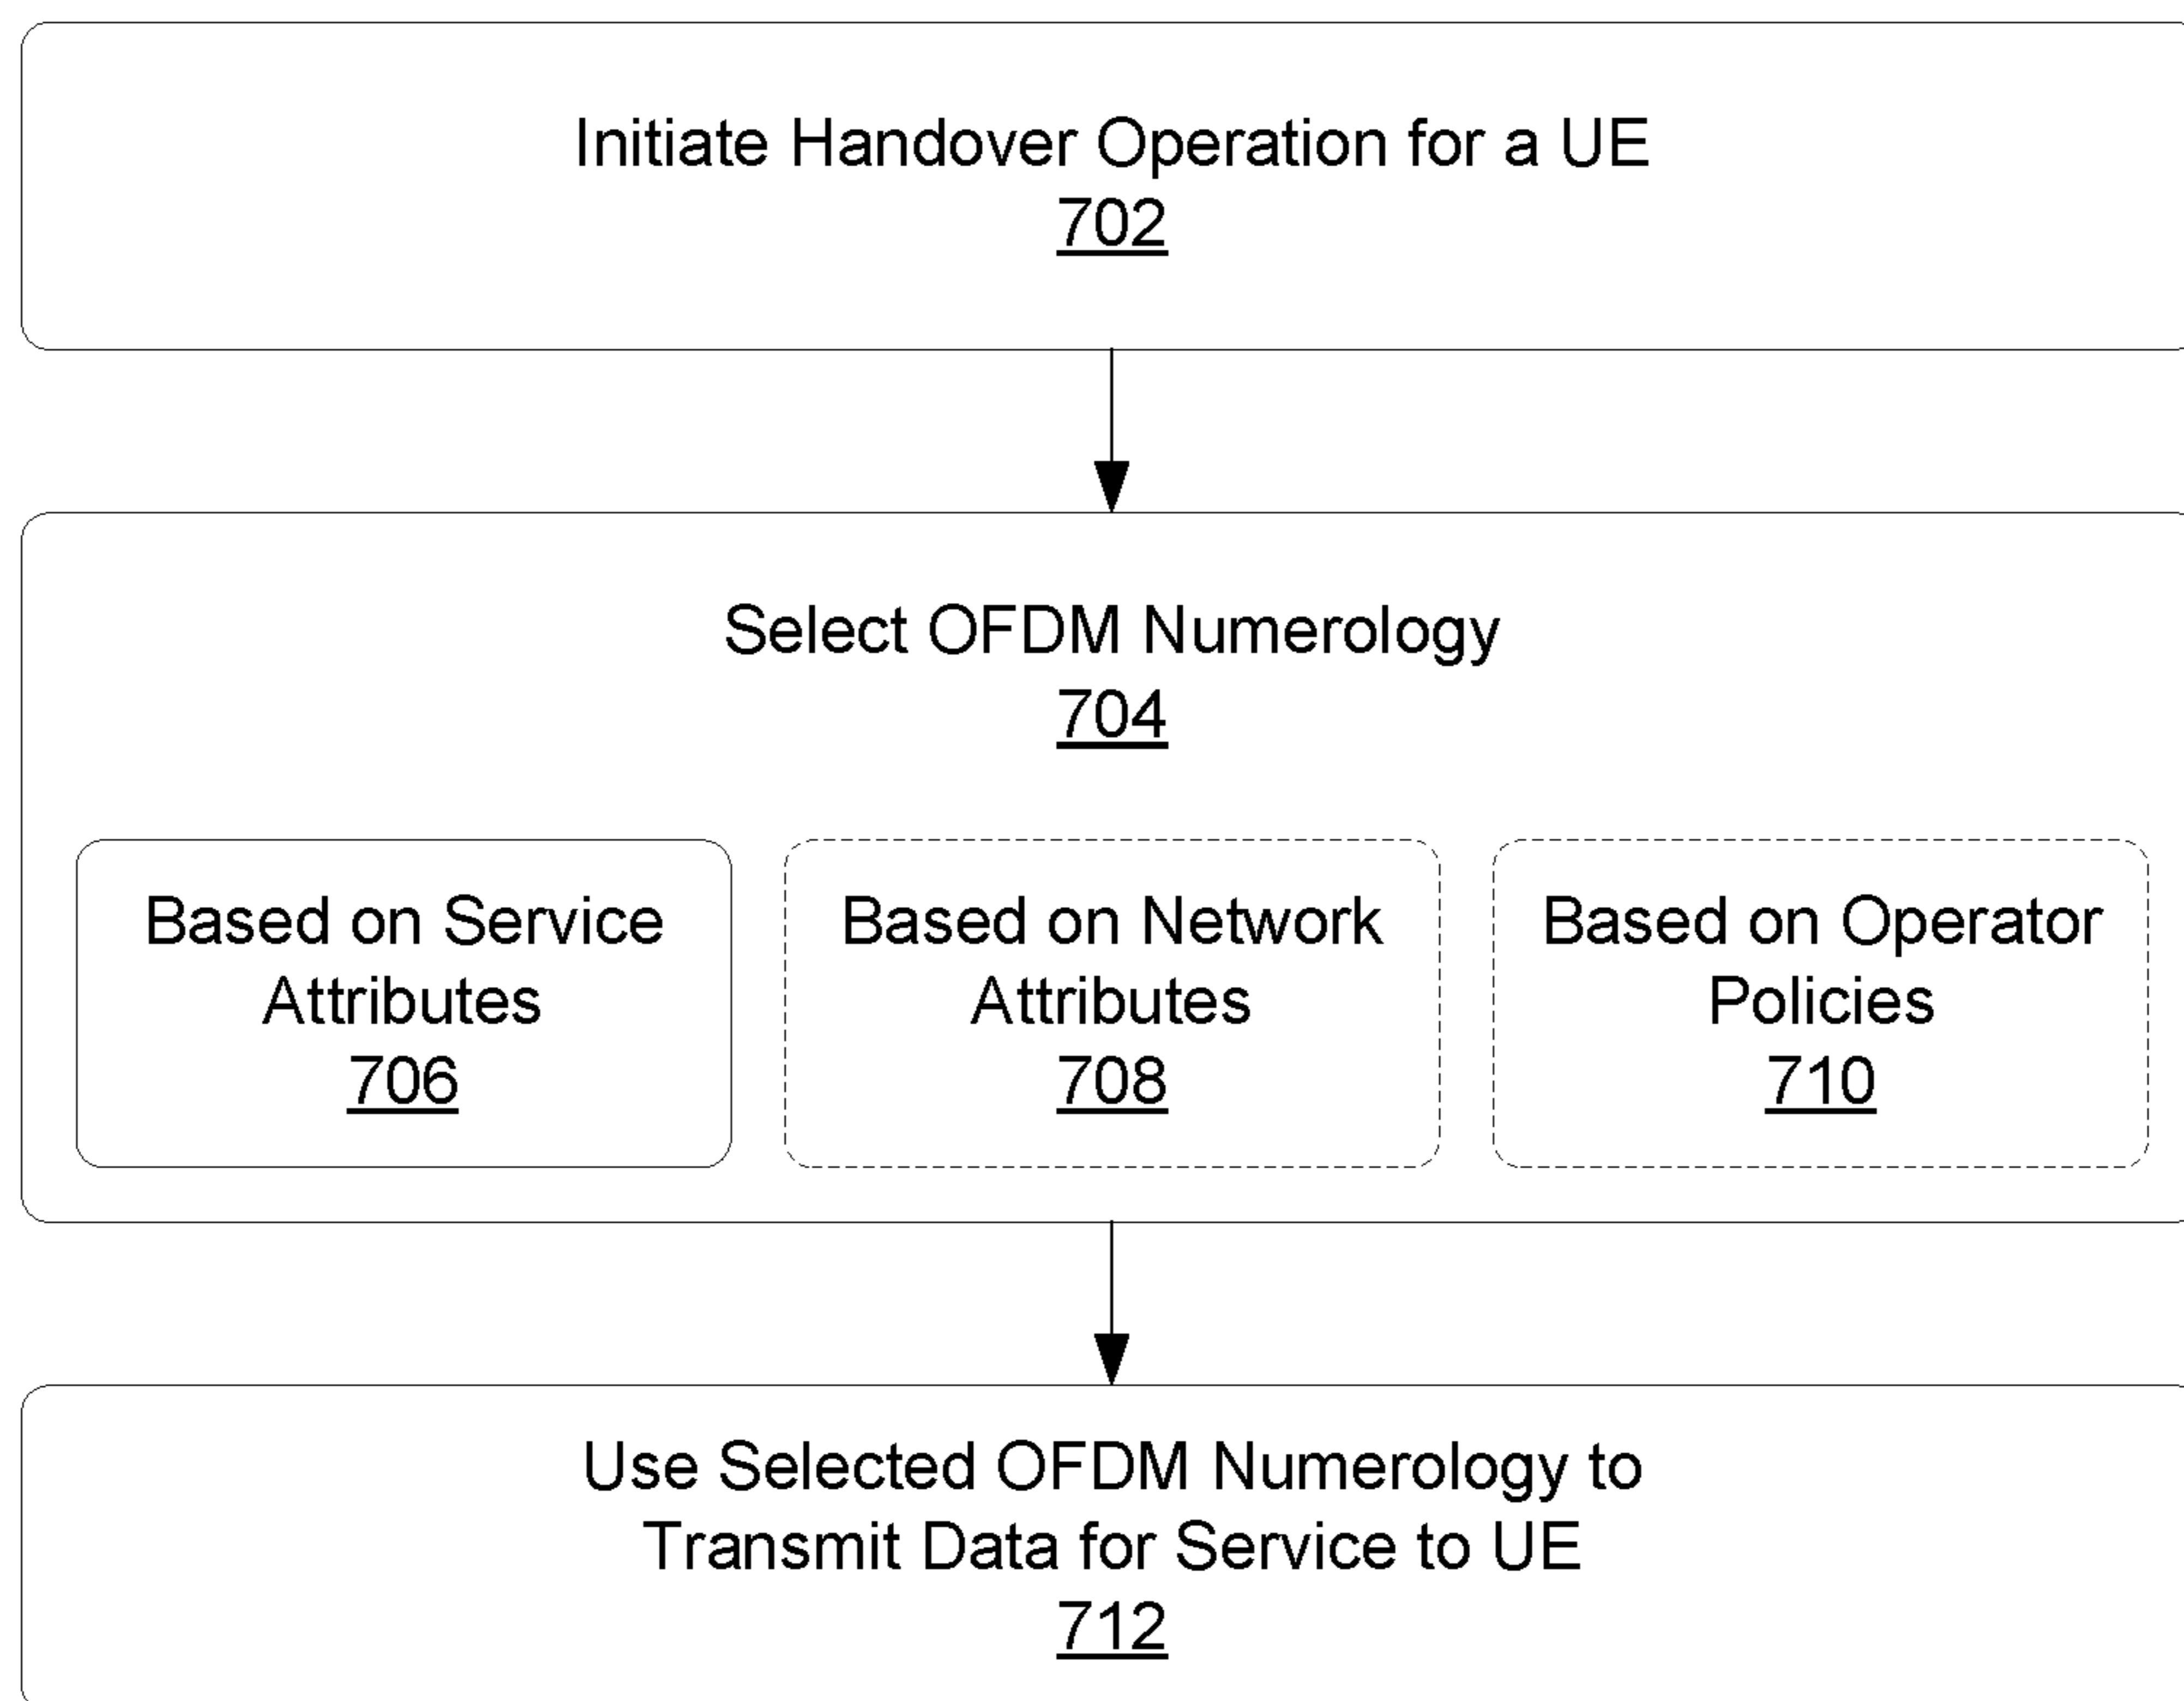 Initiate Handover Operation for a UE
702
Select OFDM Numerology
704
Based on Service
Attributes
706
Based on Network
Attributes
708
Based on Operator
Policies
710
Use Selected OFDM Numerology to
Transmit Data for Service to UE
712